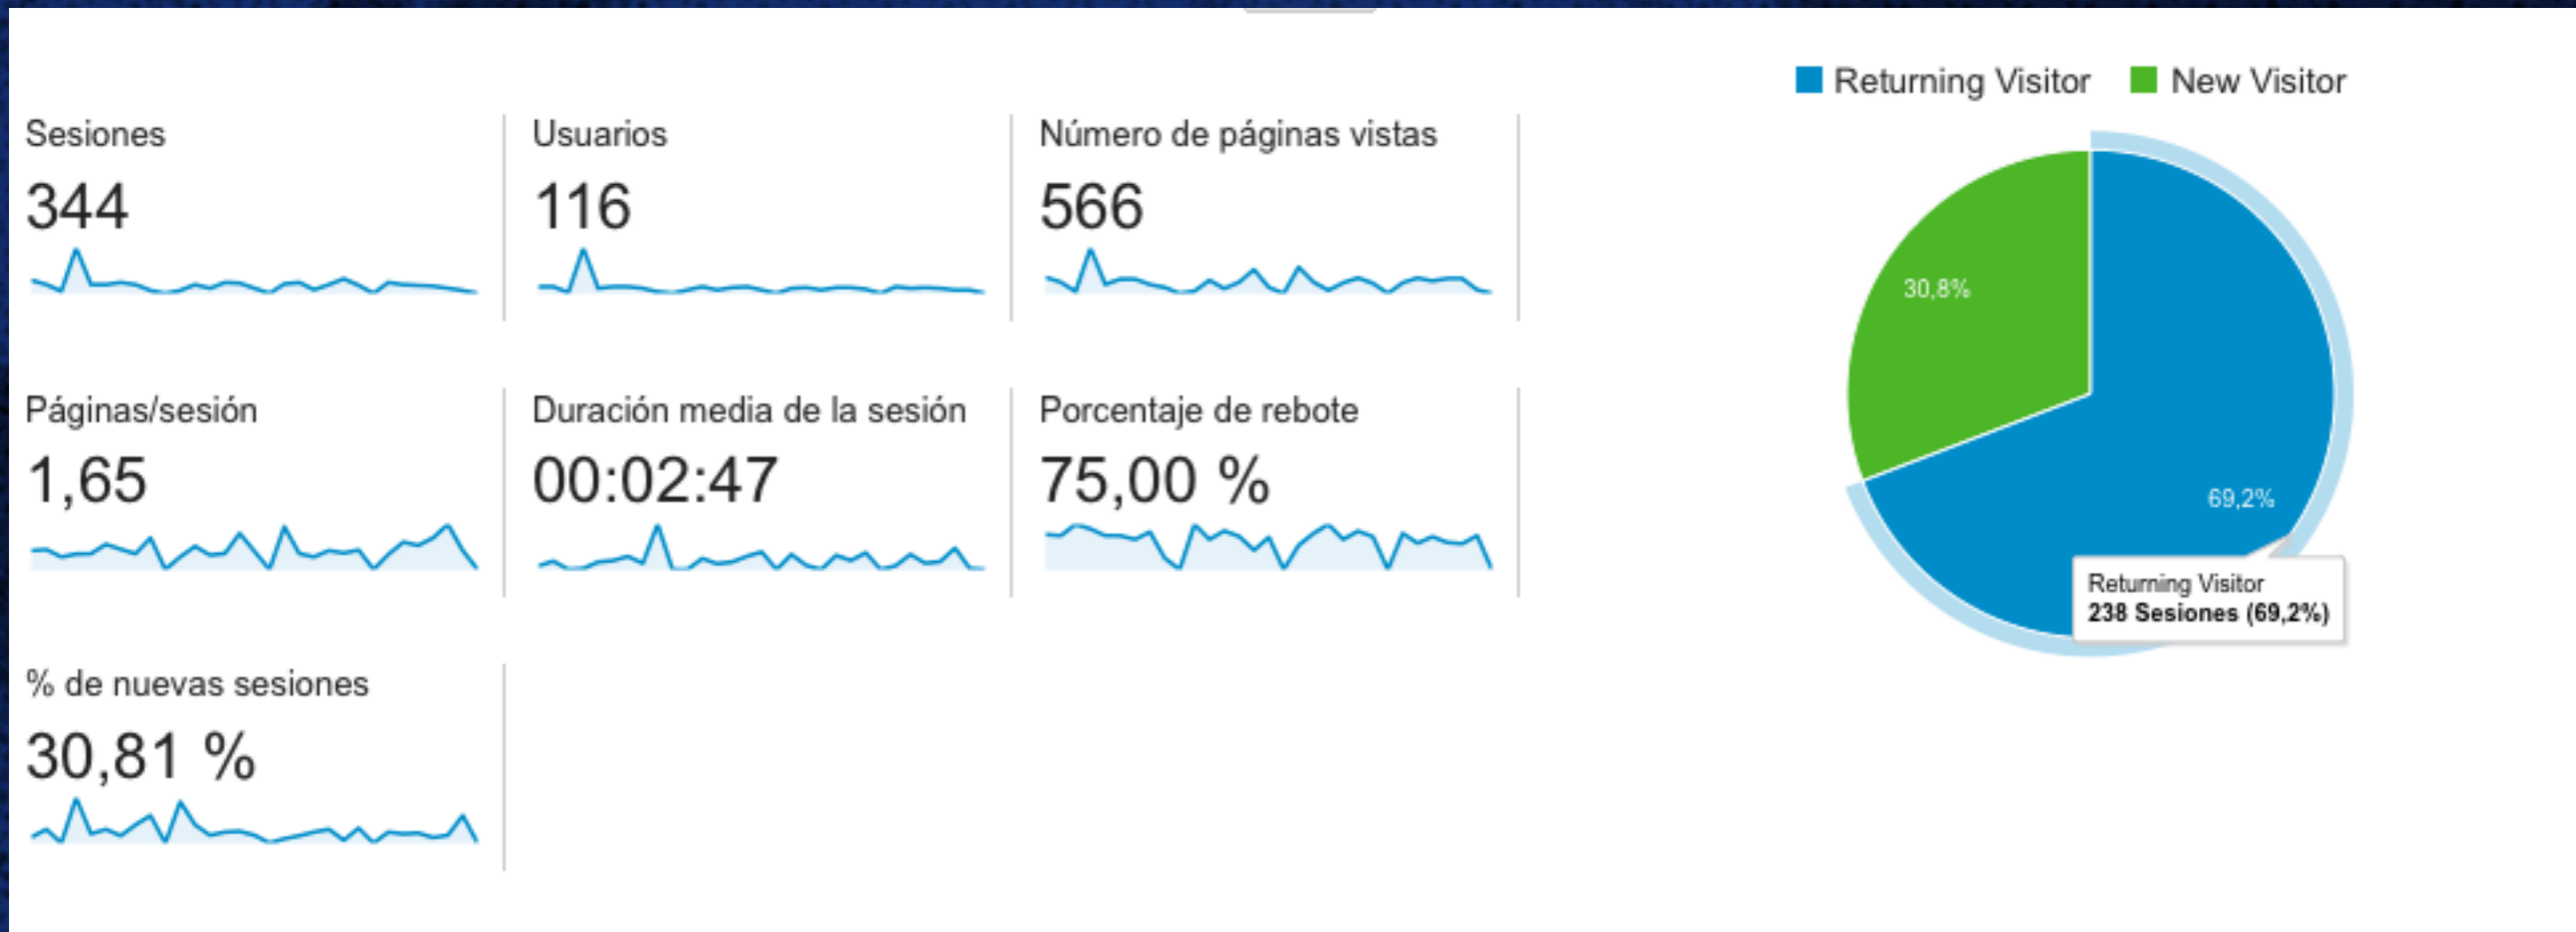 Sesiones
344
Usuarios
116
Número de páginas vistas
566
Páginas/sesión
1,65
Duración media de la sesión
00:02:47
Porcentaje de rebote
75,00 %
% de nuevas sesiones
30,81 %
Returning Visitor
New Visitor
30,8%
69,2%
Returning Visitor
238 Sesiones (69,2%)